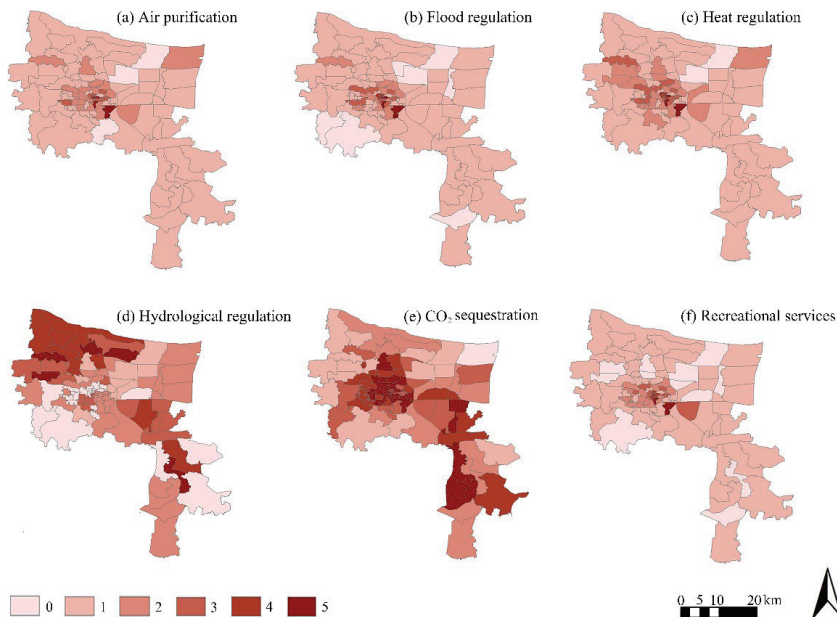 (a) Air purification
(b) Flood regulation
(c) Heat regulation
(d) Hydrological regulation
(e) CO₂ sequestration
(f) Recreational services
0 1 2 3 4 5
0 5 10 20 km